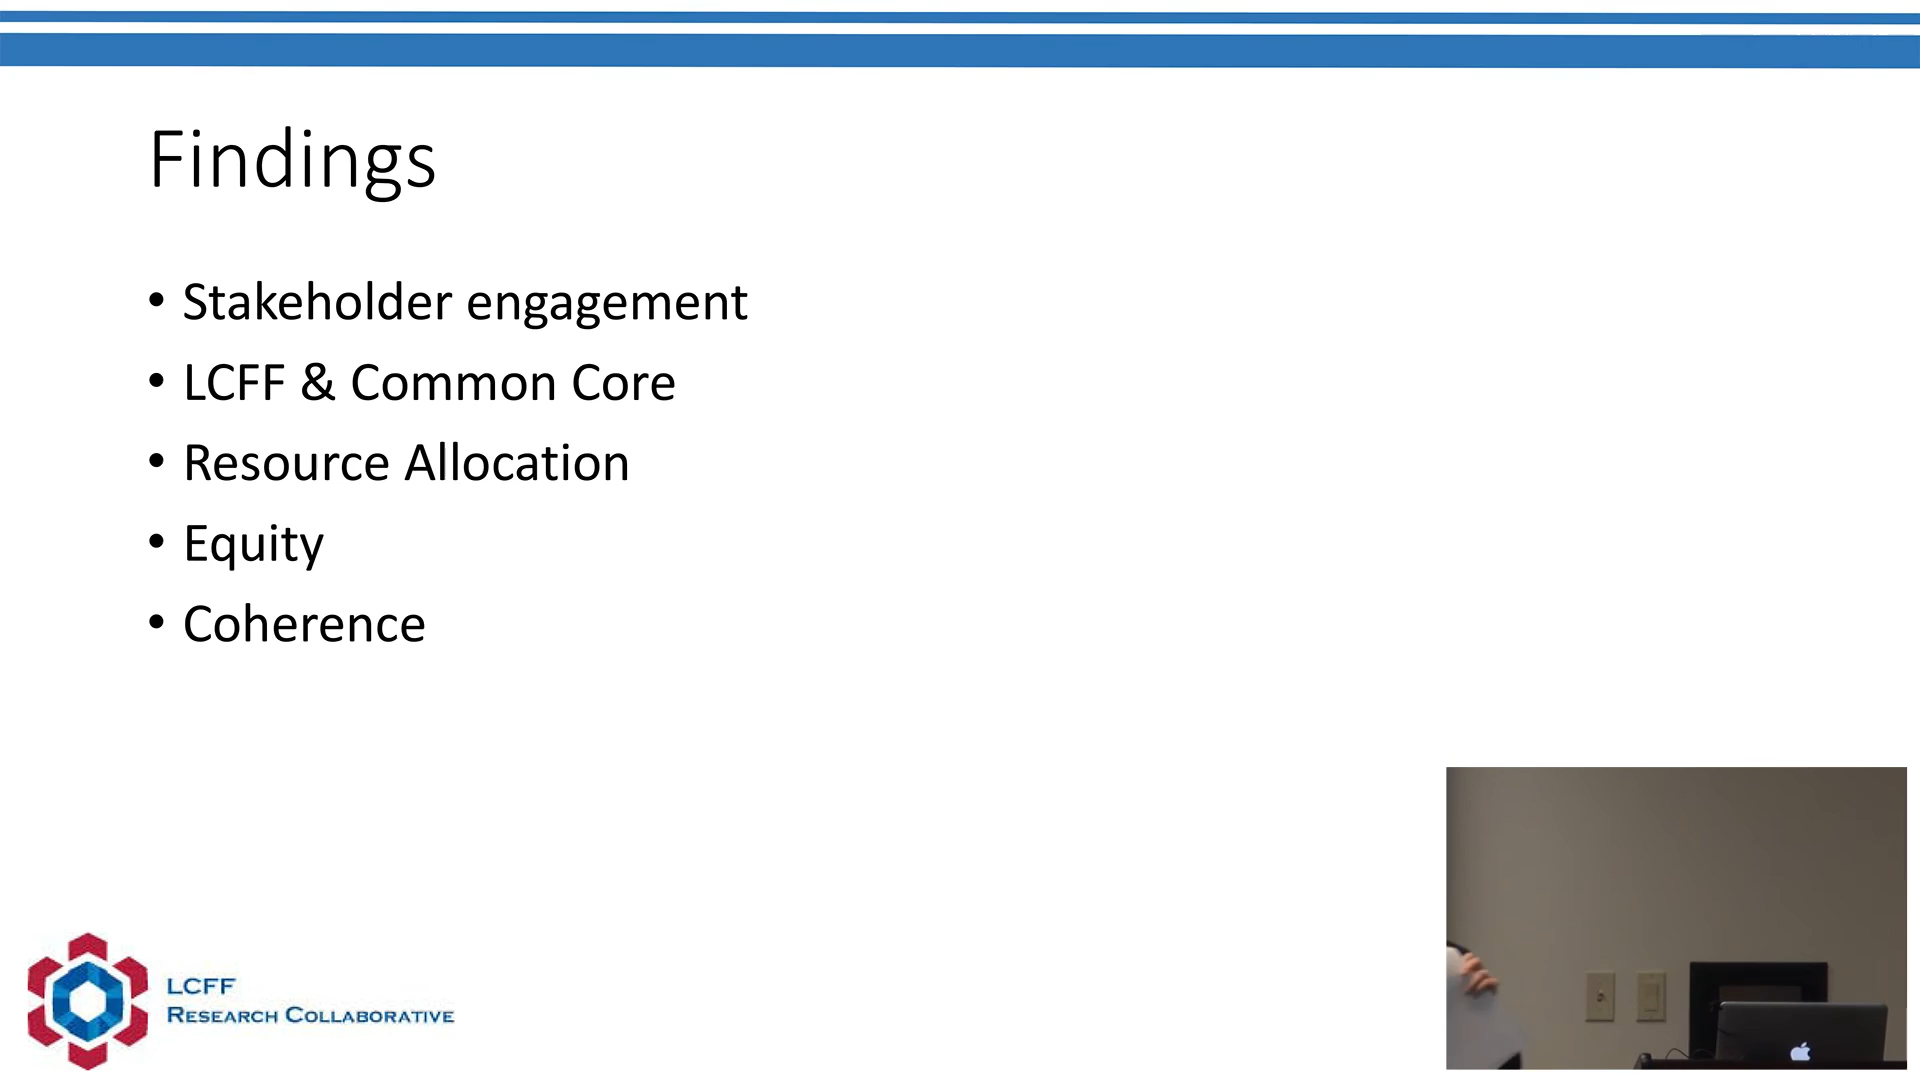 Findings
• Stakeholder engagement
• LCFF & Common Core
• Resource Allocation
• Equity
• Coherence
LCFF
RESEARCH COLLABORATIVE